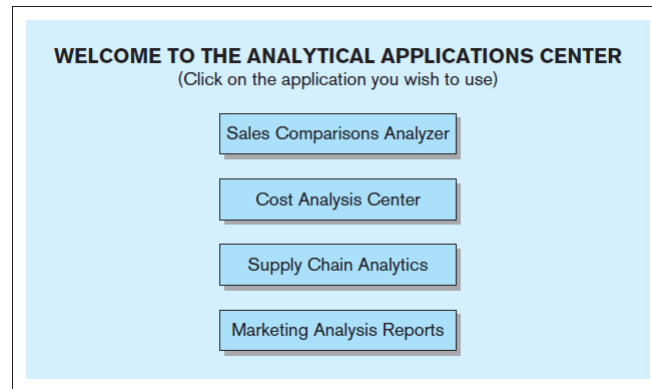 WELCOME TO THE ANALYTICAL APPLICATIONS CENTER
(Click on the application you wish to use)
Sales Comparisons Analyzer
Cost Analysis Center
Supply Chain Analytics
Marketing Analysis Reports